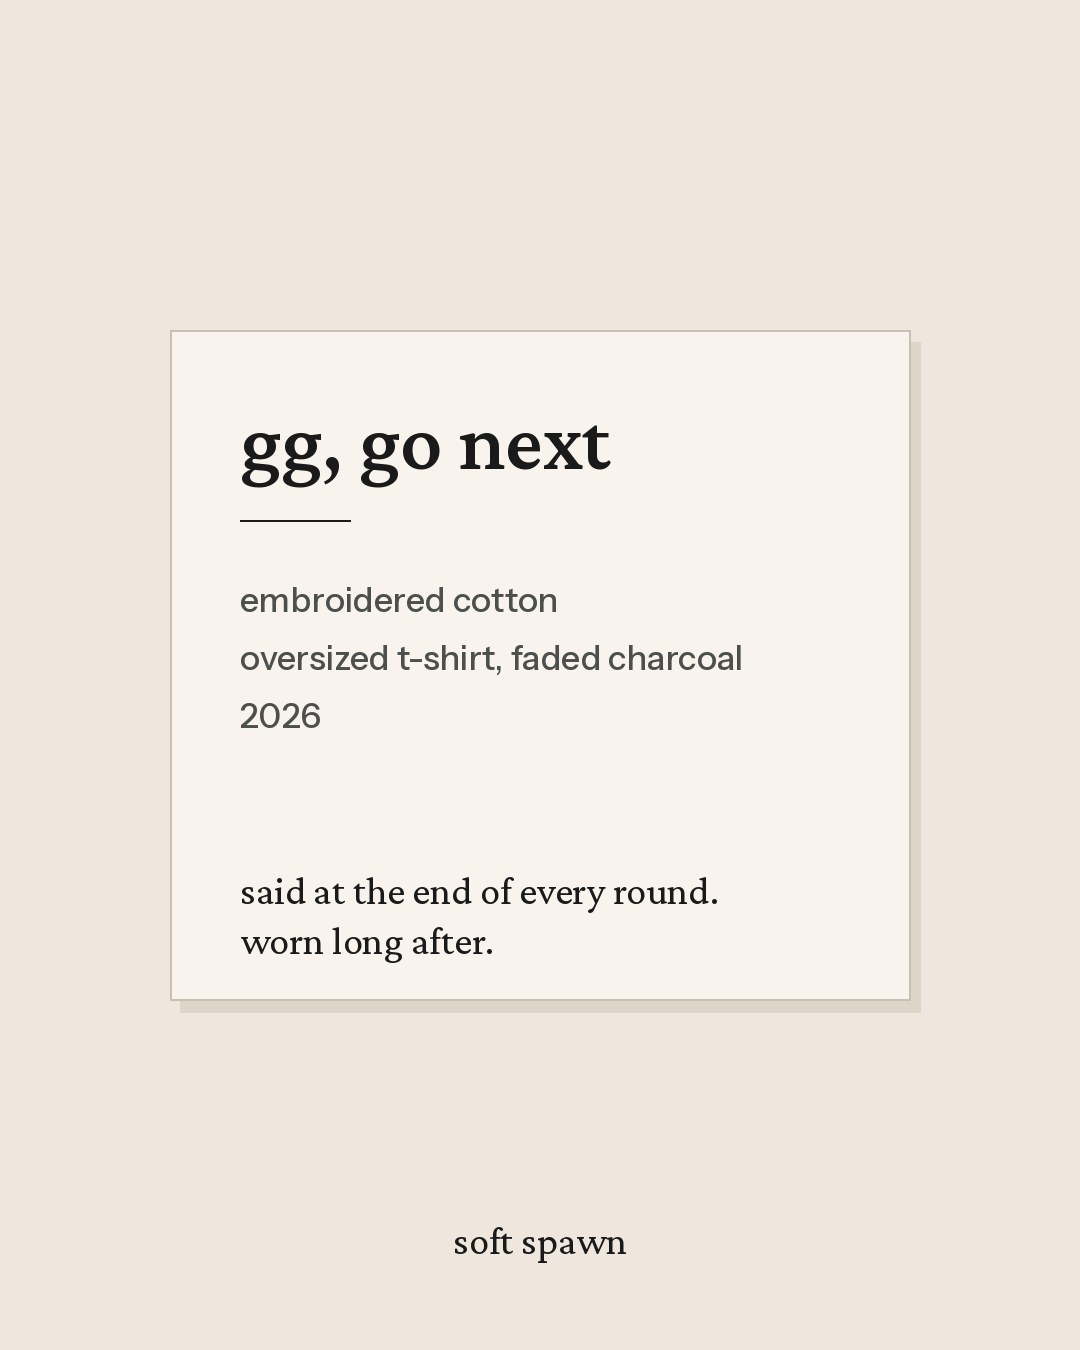 gg, go next
embroidered cotton
oversized t-shirt, faded charcoal
2026
said at the end of every round.
worn long after.
soft spawn